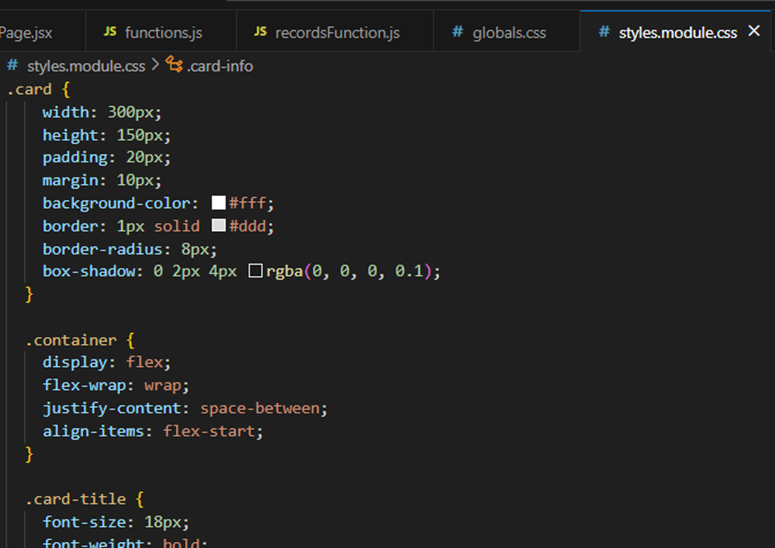 Page.jsx JS functions.js JS recordsFunction.js # globals.css # styles.module.css
# styles.module.css > .card-info
.card {
width: 300px;
height: 150px;
padding: 20px;
margin: 10px;
background-color: #fff;
border: 1px solid #ddd;
border-radius: 8px;
box-shadow: 0 2px 4px rgba(0, 0, 0, 0.1);
}
.container {
display: flex;
flex-wrap: wrap;
justify-content: space-between;
align-items: flex-start;
}
.card-title {
font-size: 18px;
font-weight: bold;